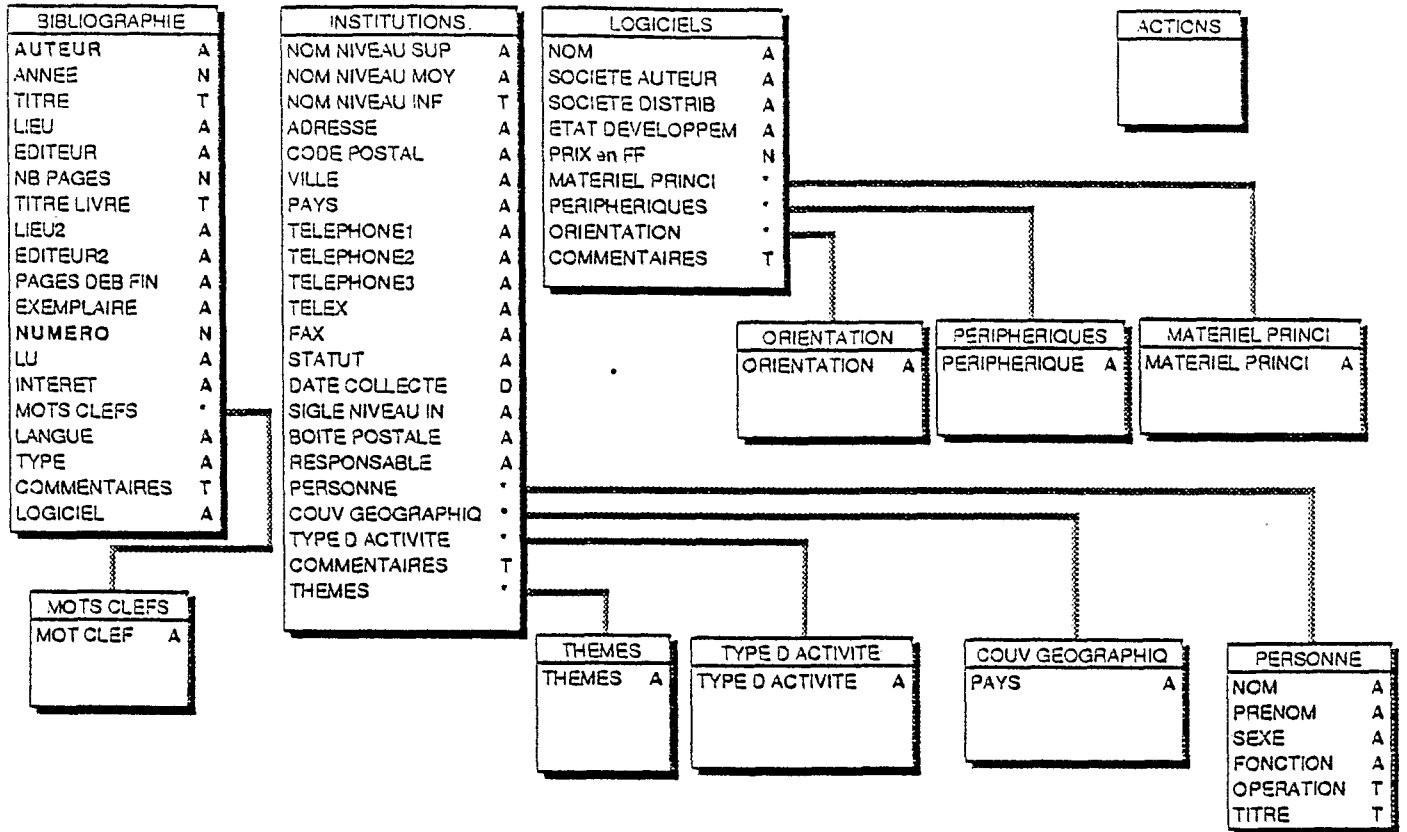 BIBLIOGRAPHIE
AUTEUR A
ANNEE N
TITRE T
LIEU A
EDITEUR A
NB PAGES N
TITRE LIVRE T
LIEU2 A
EDITEUR2 A
PAGES DEB FIN A
EXEMPLAIRE A
NUMERO N
LU A
INTERET A
MOTS CLEFS *
LANGUE A
TYPE A
COMMENTAIRES T
LOGICIEL A
INSTITUTIONS.
NOM NIVEAU SUP A
NOM NIVEAU MOY A
NOM NIVEAU INF T
ADRESSE A
CODE POSTAL A
VILLE A
PAYS A
TELEPHONE1 A
TELEPHONE2 A
TELEPHONE3 A
TELEX A
FAX A
STATUT A
DATE COLLECTE D
SIGLE NIVEAU IN A
BOITE POSTALE A
RESPONSABLE A
PERSONNE *
COUV GEOGRAPHIQ *
TYPE D ACTIVITE *
COMMENTAIRES T
THEMES *
LOGICIELS
NOM A
SOCIETE AUTEUR A
SOCIETE DISTRIB A
ETAT DEVELOPPEM A
PRIX en FF N
MATERIEL PRINCI *
PERIPHERIQUES *
ORIENTATION *
COMMENTAIRES T
ACTIONS
ORIENTATION
ORIENTATION A
PERIPHERIQUES
PERIPHERIQUE A
MATERIEL PRINCI
MATERIEL PRINCI A
MOTS CLEFS
MOT CLEF A
THEMES
THEMES A
TYPE D ACTIVITE
TYPE D ACTIVITE A
COUV GEOGRAPHIQ
PAYS A
PERSONNE
NOM A
PRENOM A
SEXE A
FONCTION A
OPERATION T
TITRE T